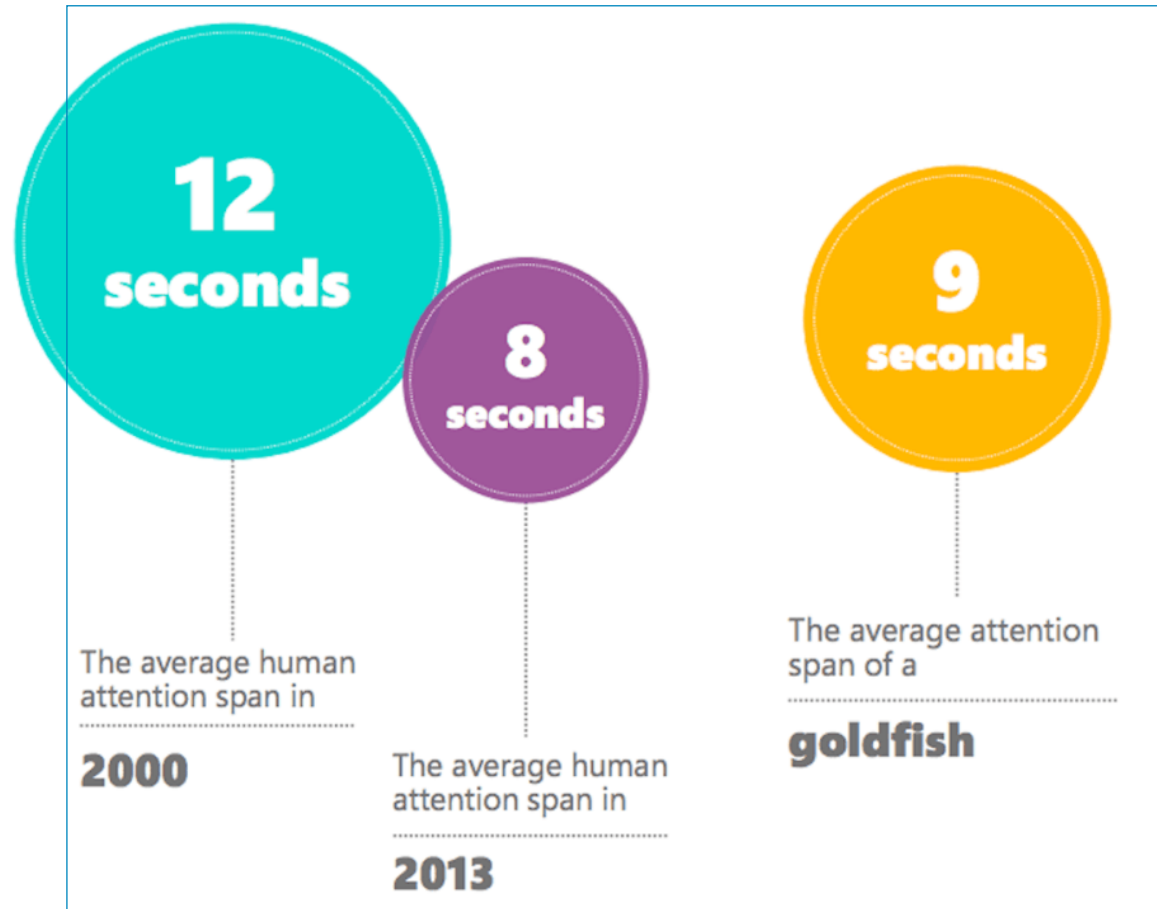 12
seconds
The average human
attention span in
2000
8
seconds
The average human
attention span in
2013
9
seconds
The average attention
span of a
goldfish